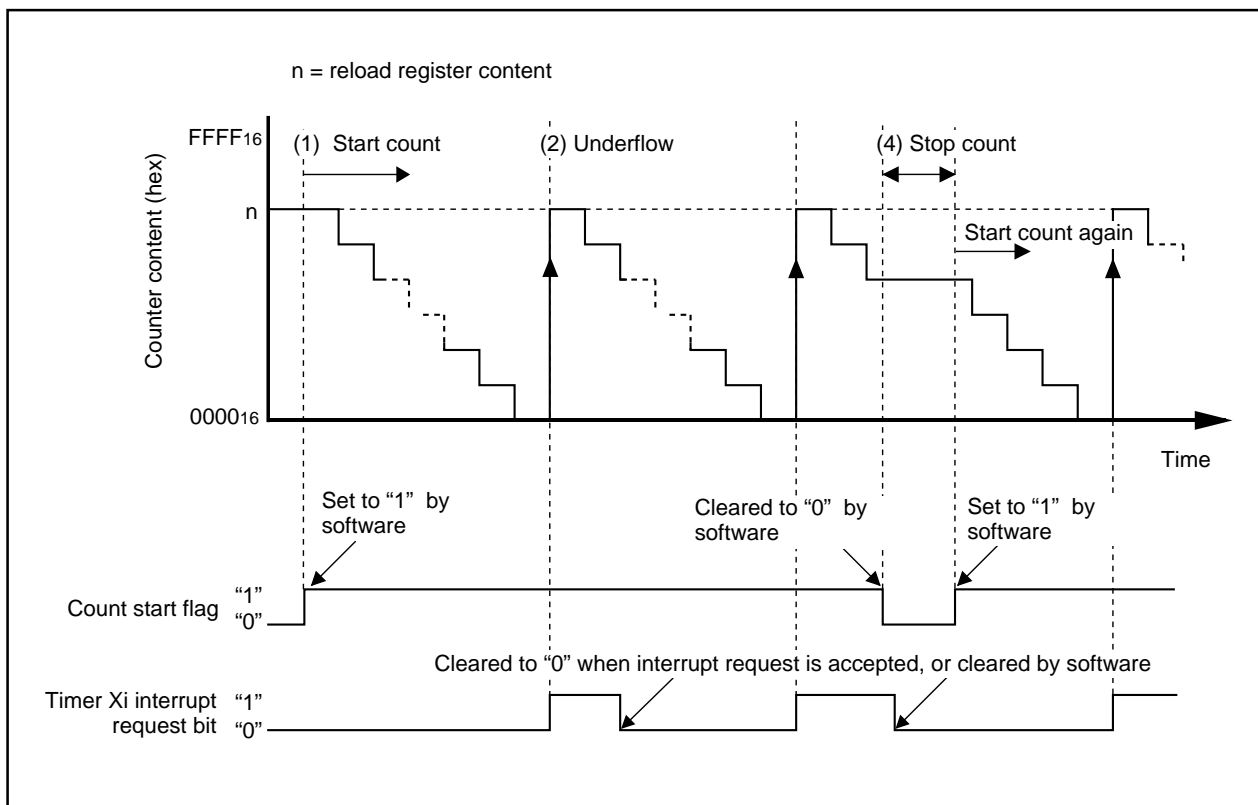 n = reload register content
FFFF16
(1) Start count
(2) Underflow
(4) Stop count
n
Start count again
Counter content (hex)
000016
Time
Set to “1” by
software
Cleared to “0” by
software
Set to “1” by
software
Count start flag
“1”
“0”
Cleared to “0” when interrupt request is accepted, or cleared by software
Timer Xi interrupt
request bit
“1”
“0”